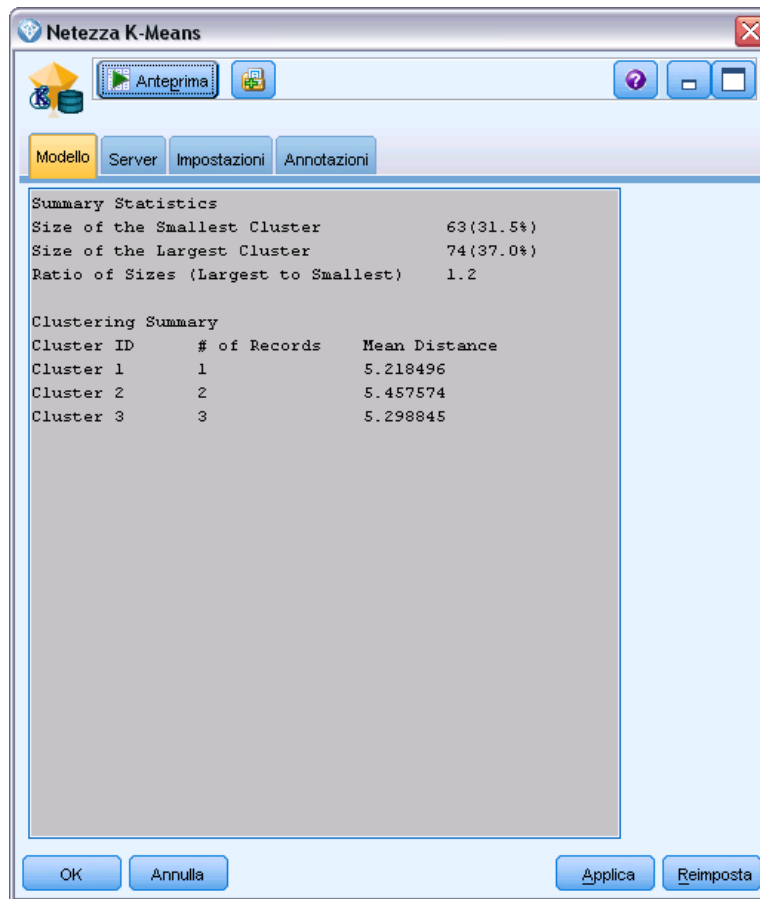 Netezza K-Means
Anteprima
Modello Server Impostazioni Annotazioni
Summary Statistics
Size of the Smallest Cluster 63(31.5%)
Size of the Largest Cluster 74(37.0%)
Ratio of Sizes (Largest to Smallest) 1.2
Clustering Summary
Cluster ID # of Records Mean Distance
Cluster 1 1 5.218496
Cluster 2 2 5.457574
Cluster 3 3 5.298845
OK Annulla Applica Reimposta